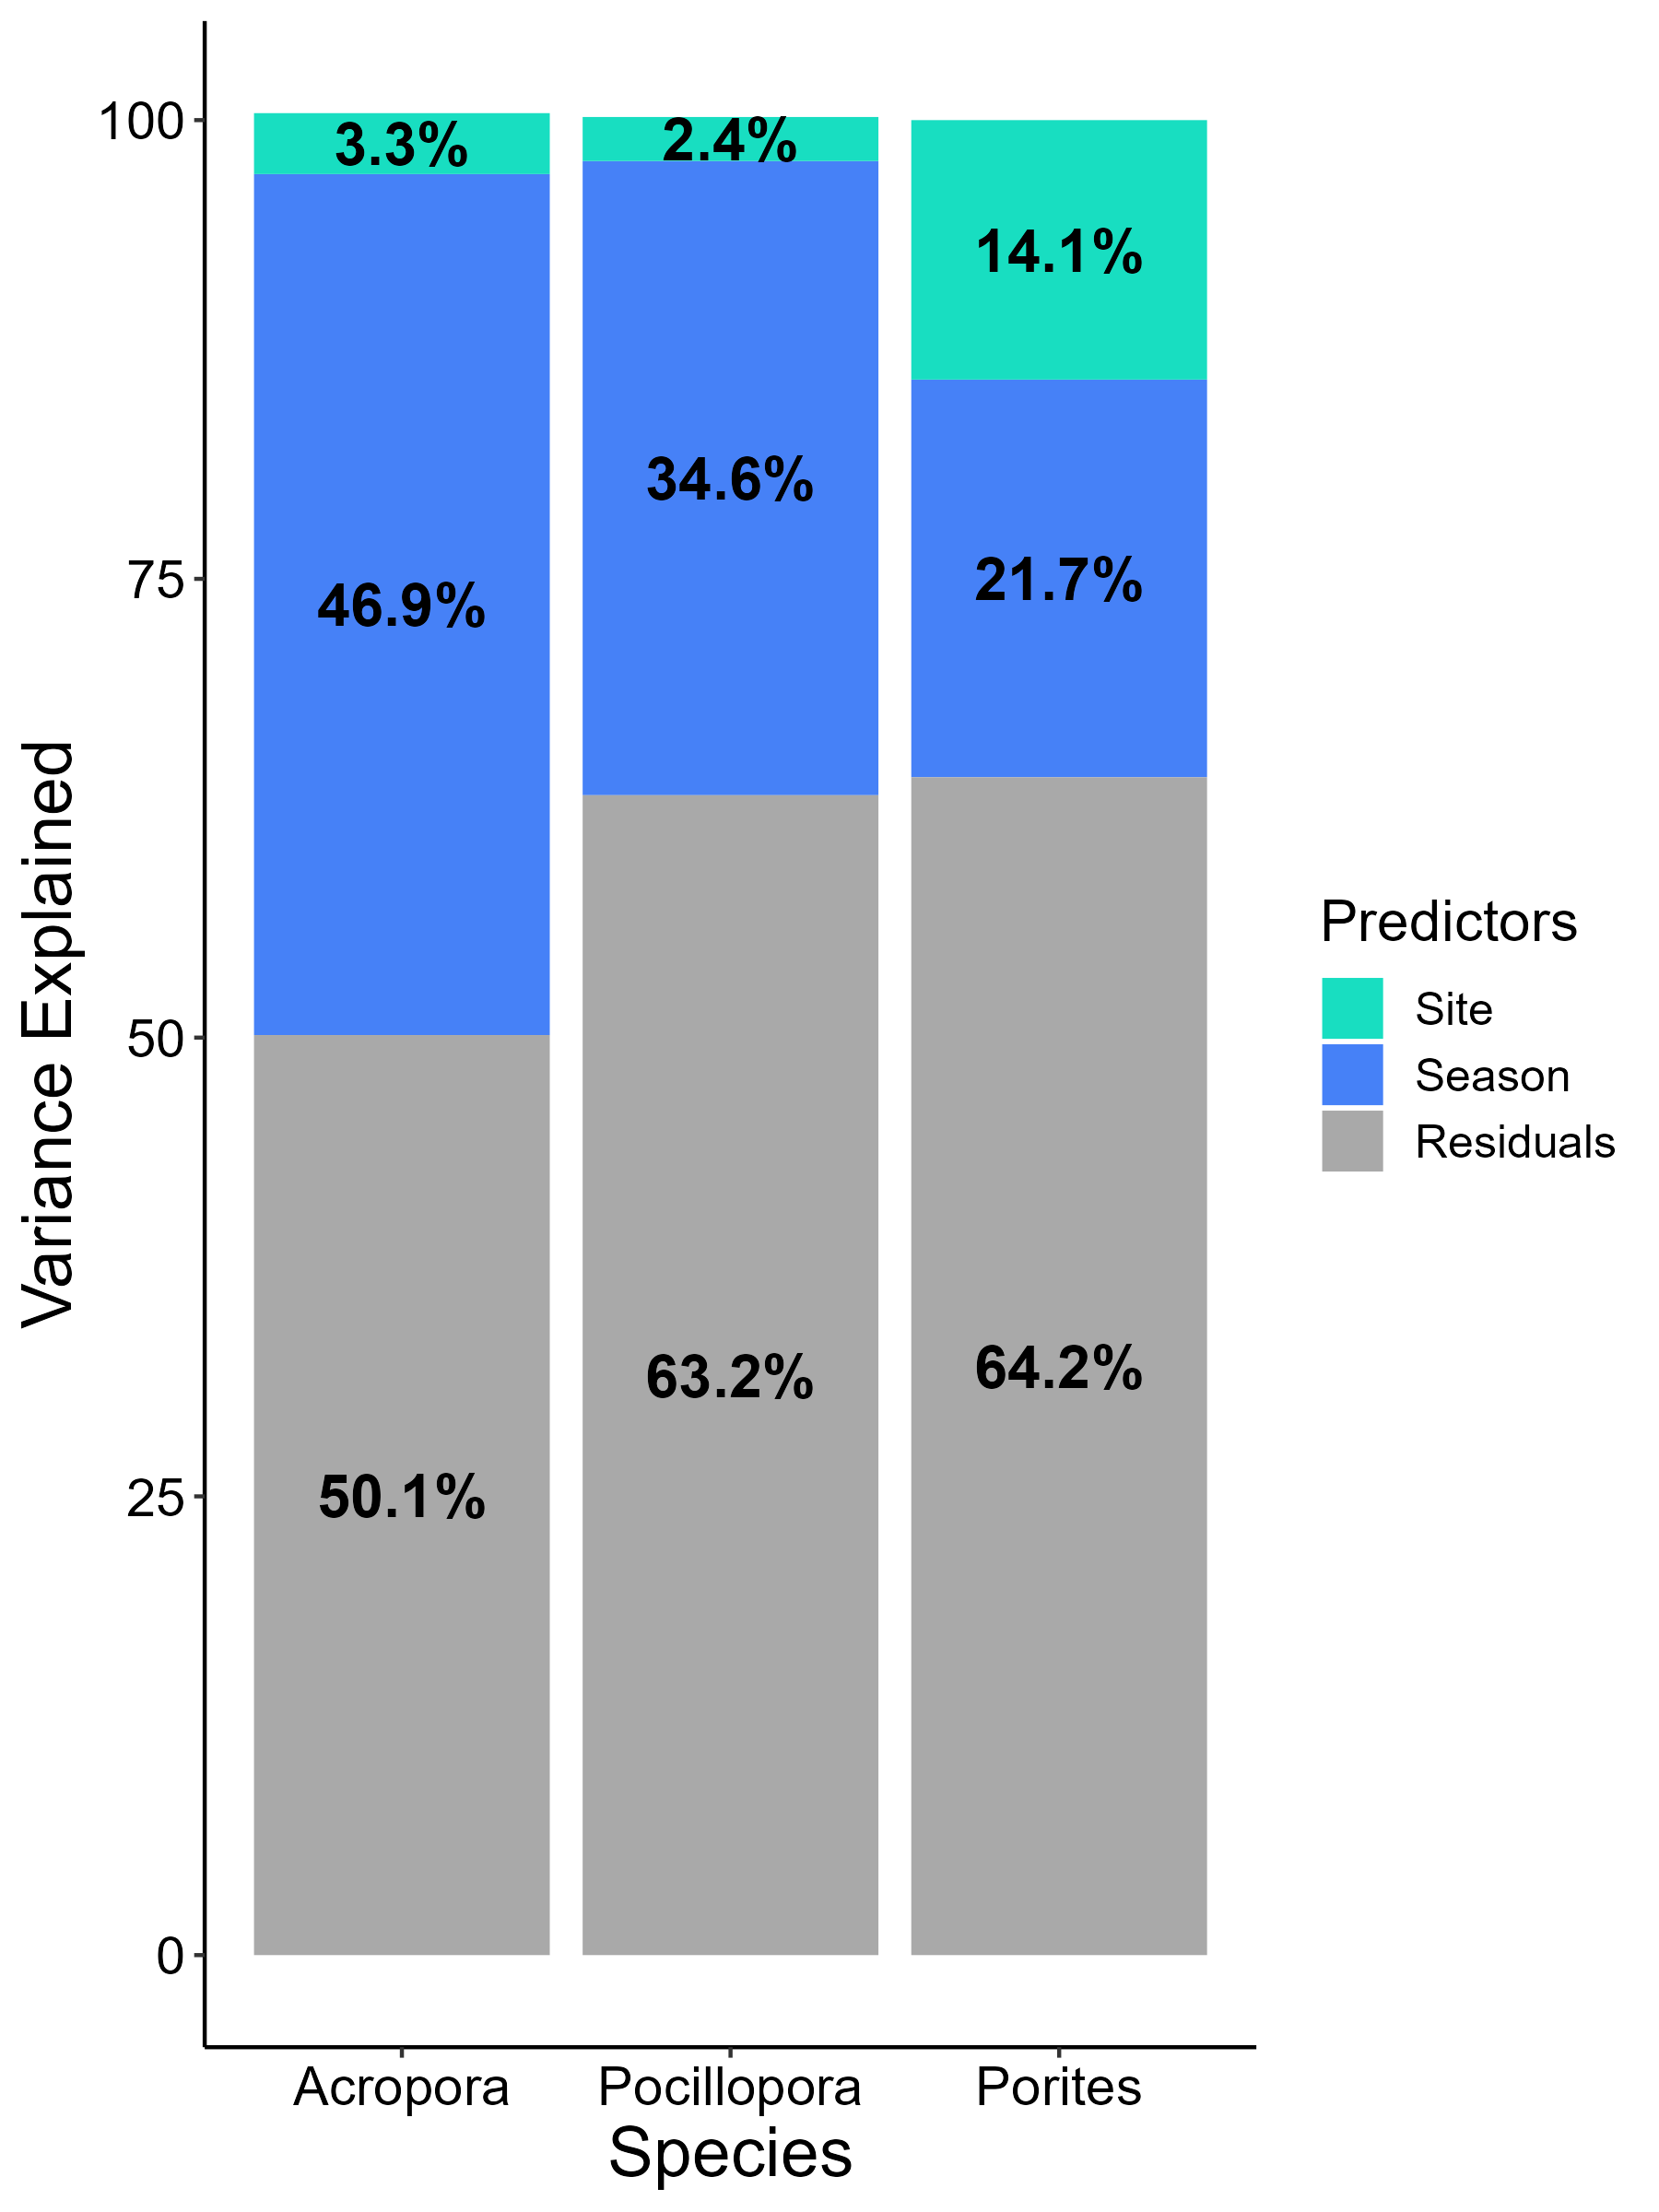 100
75
50
25
0
Variance Explained
3.3%
2.4%
14.1%
46.9%
34.6%
21.7%
50.1%
63.2%
64.2%
Acropora Pocillopora Porites
Species
Predictors
Site
Season
Residuals